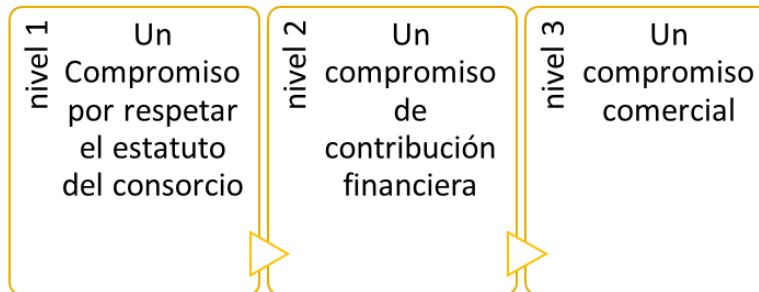 nivel 1
Un
Compromiso
por respetar
el estatuto
del consorcio
nivel 2
Un
compromiso
de
contribución
financiera
nivel 3
Un
compromiso
comercial